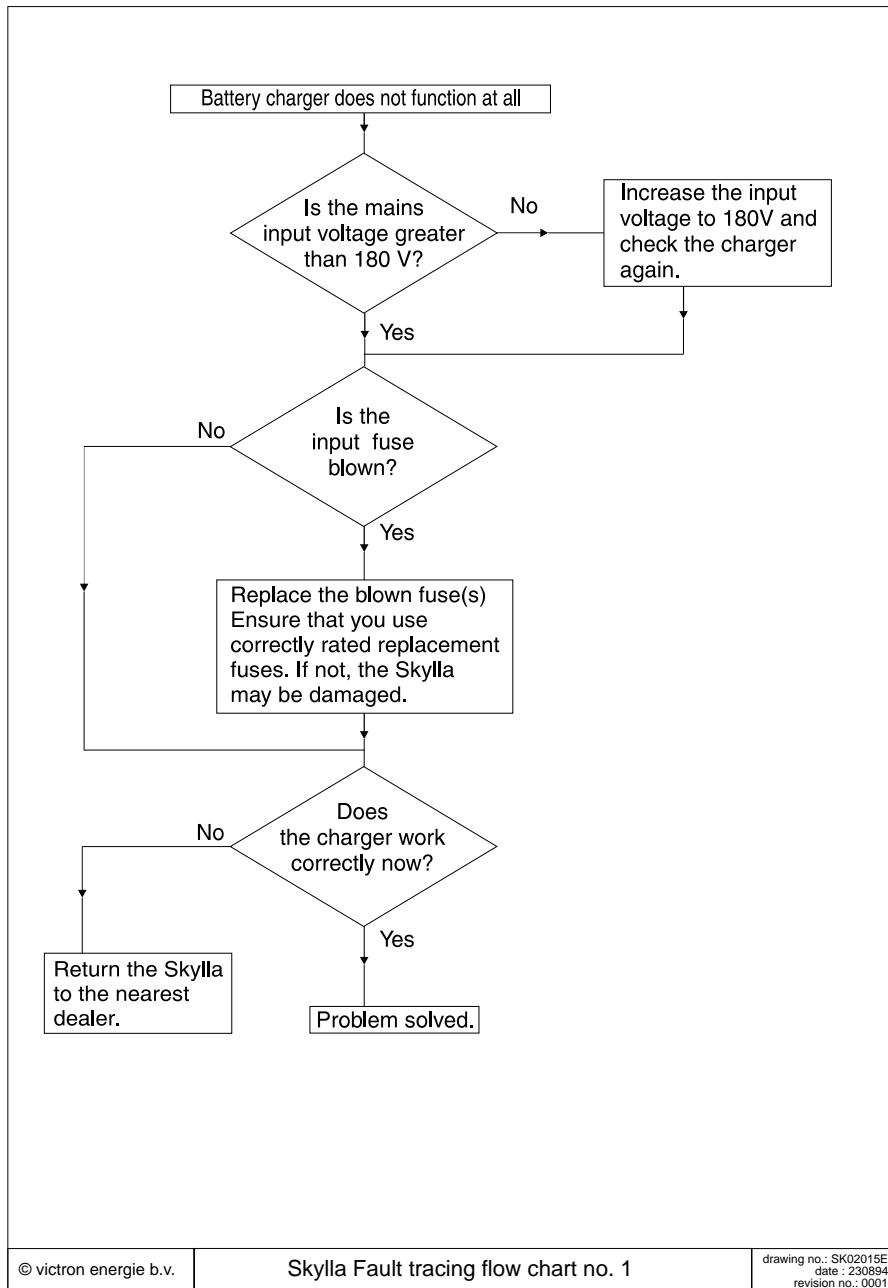 Battery charger does not function at all
Is the mains
input voltage greater
than 180 V?
No
Increase the input
voltage to 180V and
check the charger
again.
Yes
Is the
input fuse
blown?
No
Yes
Replace the blown fuse(s)
Ensure that you use
correctly rated replacement
fuses. If not, the Skylla
may be damaged.
Does
the charger work
correctly now?
No
Yes
Return the Skylla
to the nearest
dealer.
Problem solved.
© victron energie b.v.
Skylla Fault tracing flow chart no. 1
drawing no.: SK02015E
date : 230894
revision no.: 0001